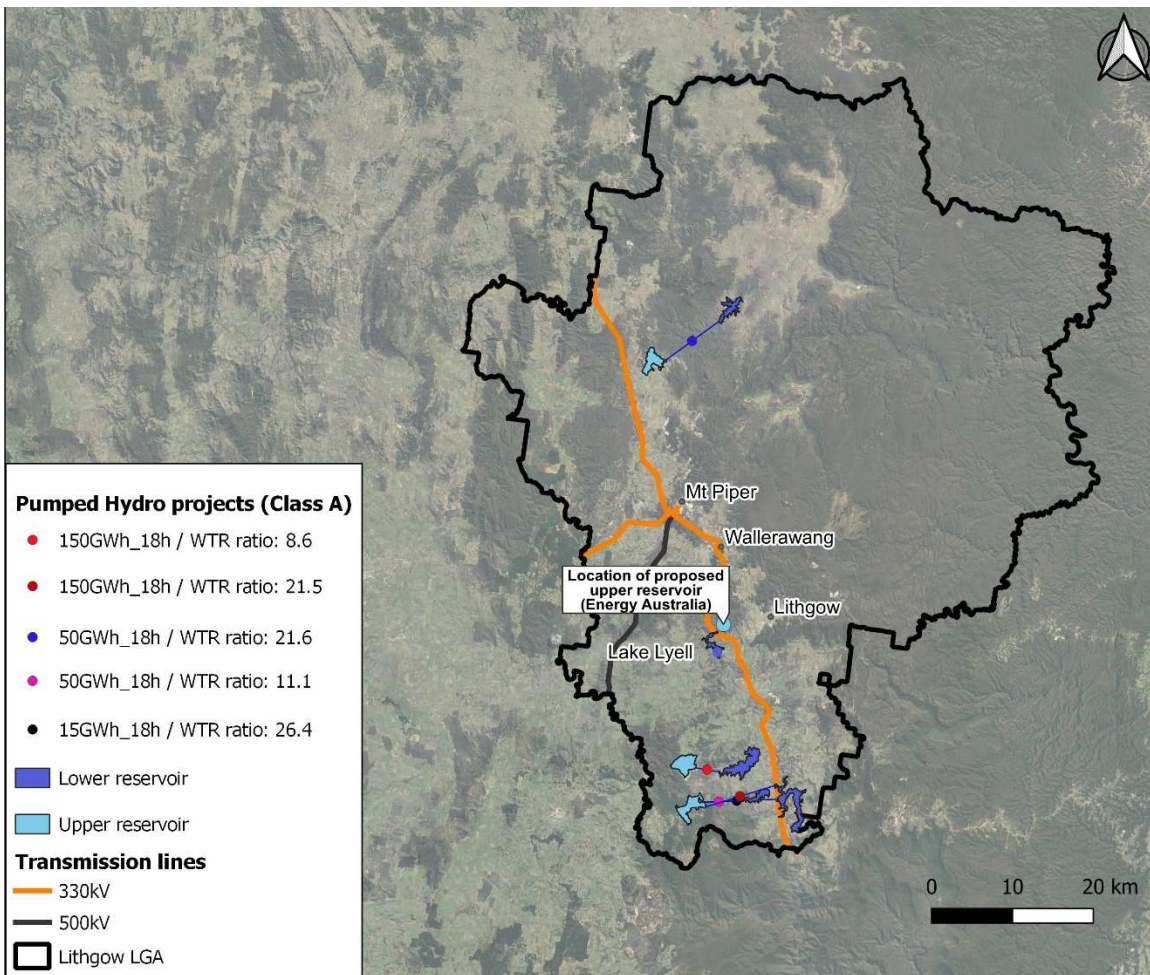 Mt Piper
Wallerawang
Location of proposed
upper reservoir
(Energy Australia)
Lithgow
Lake Lyell
Pumped Hydro projects (Class A)
150GWh_18h / WTR ratio: 8.6
150GWh_18h / WTR ratio: 21.5
50GWh_18h / WTR ratio: 21.6
50GWh_18h / WTR ratio: 11.1
15GWh_18h / WTR ratio: 26.4
Lower reservoir
Upper reservoir
Transmission lines
330kV
500kV
Lithgow LGA
0 10 20 km